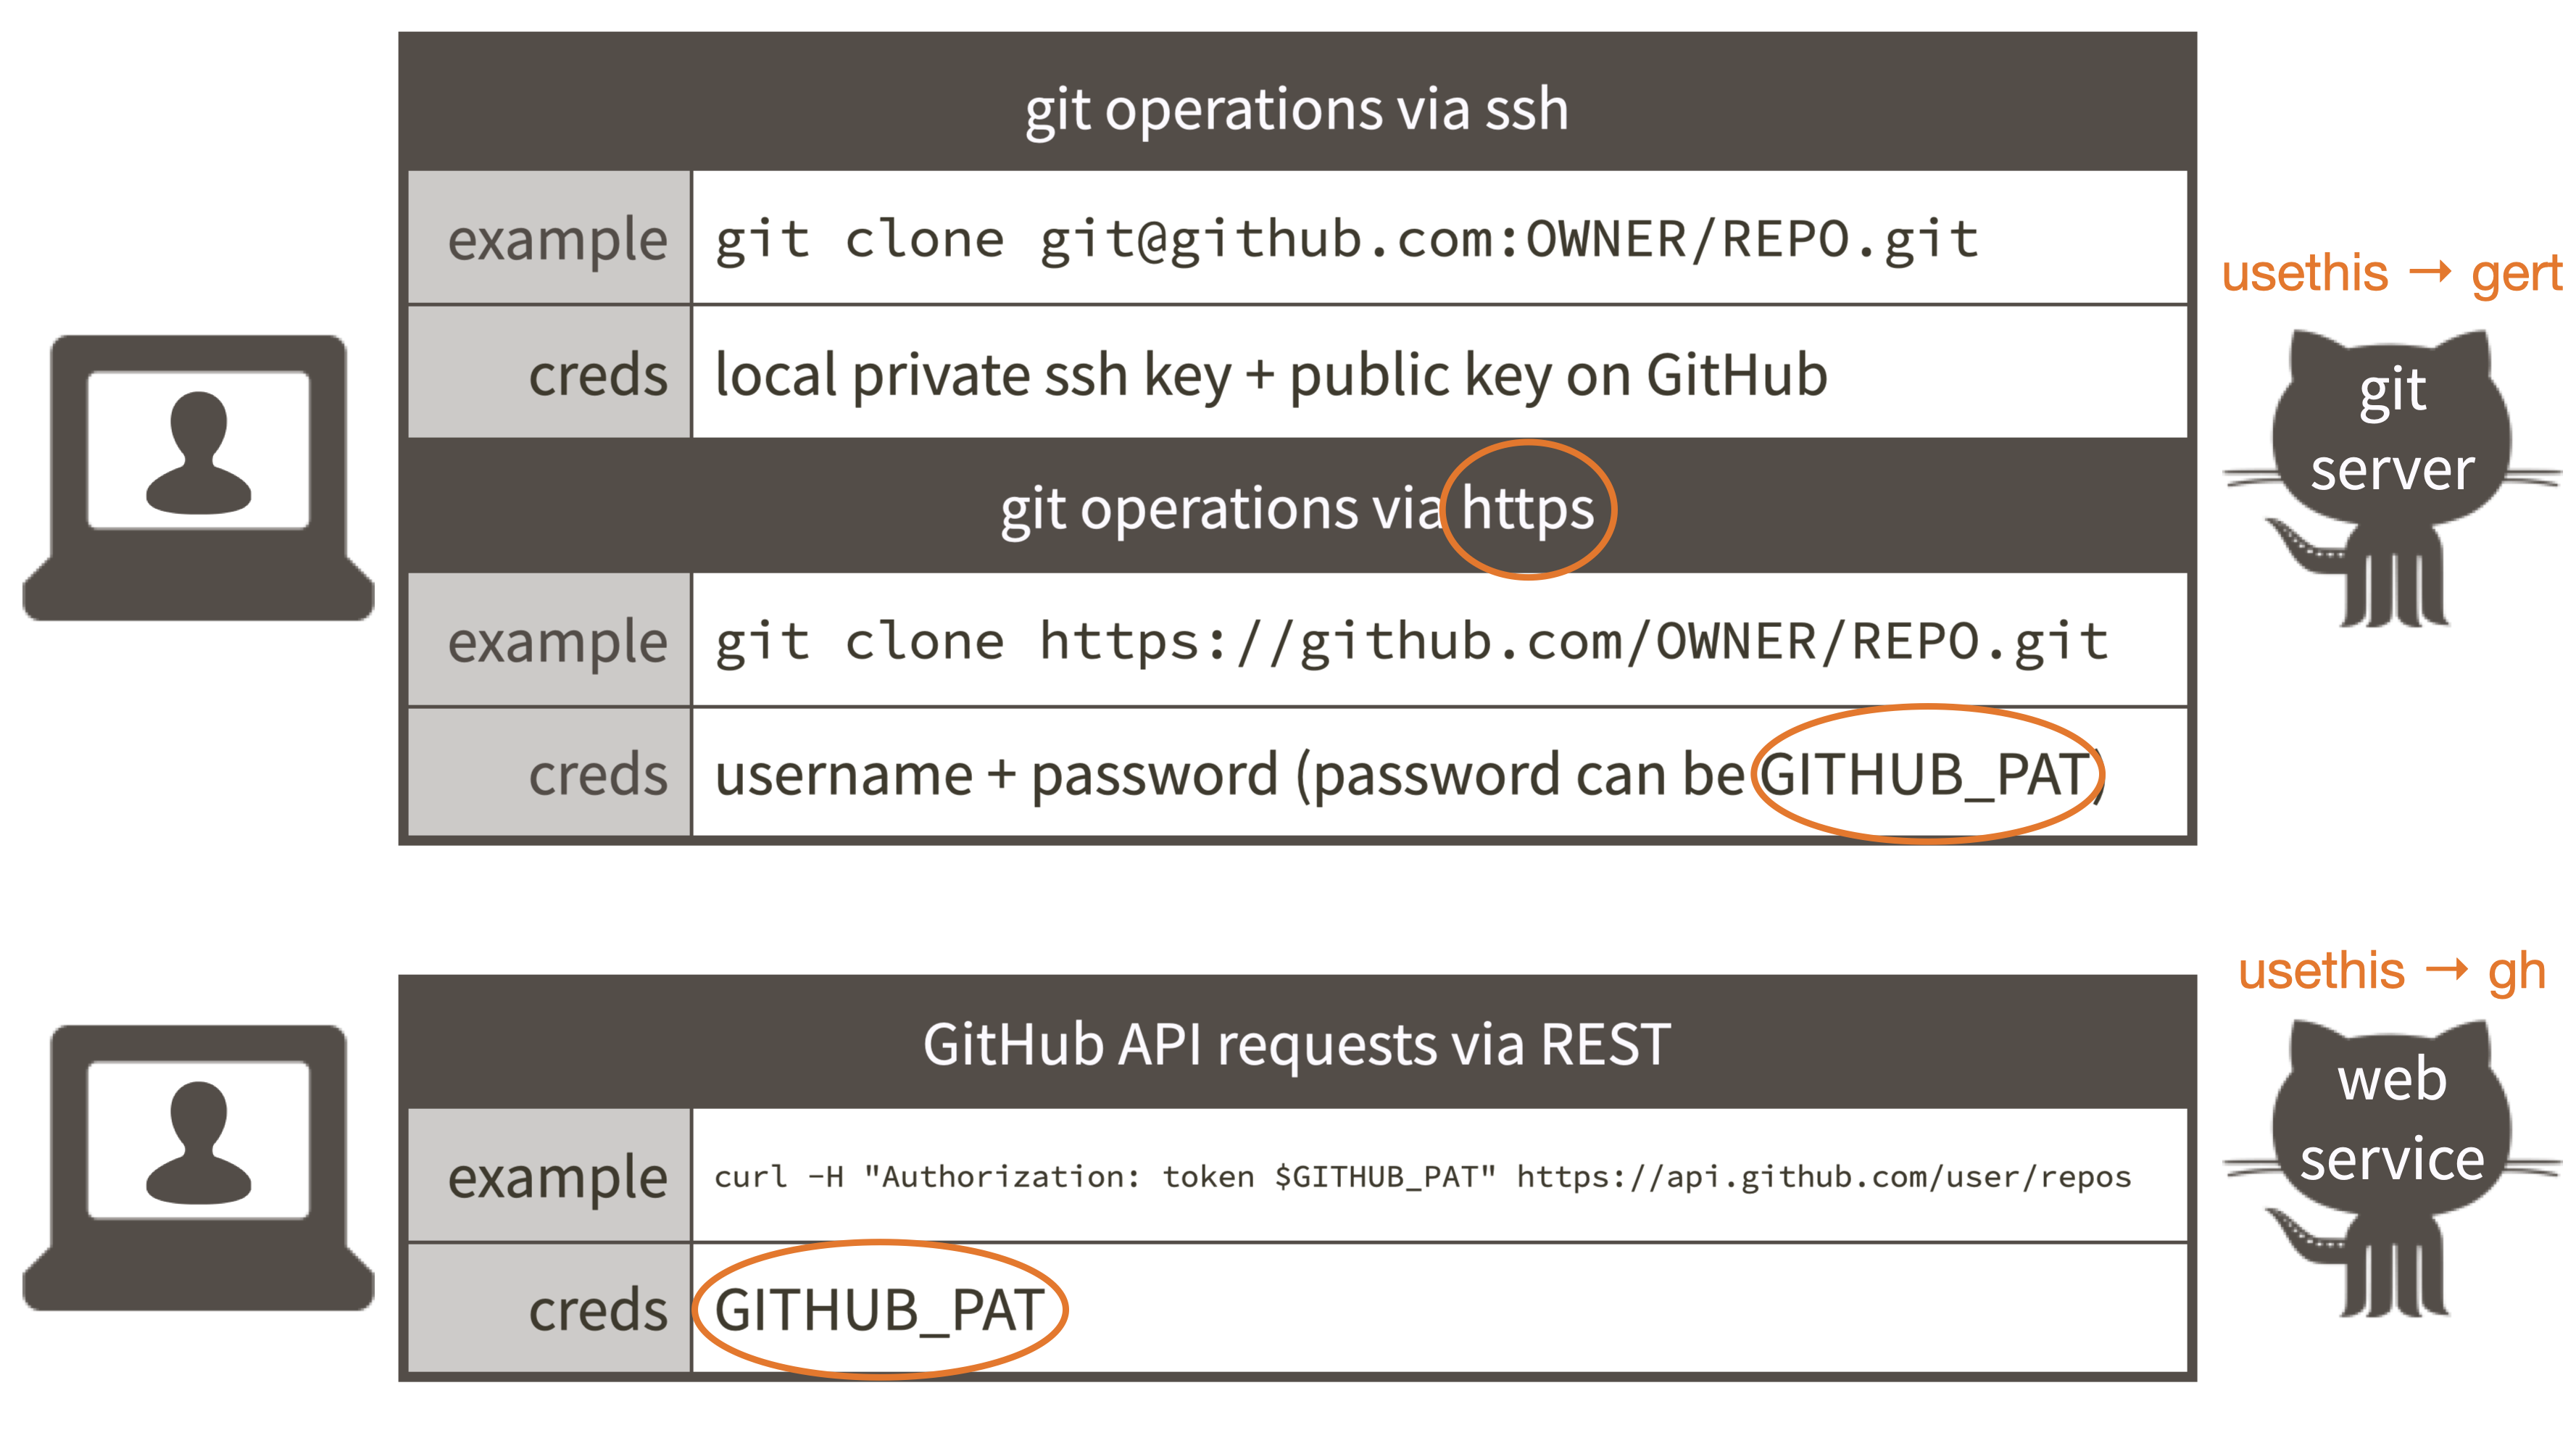 git operations via ssh
example git clone git@github.com:OWNER/REPO.git
creds local private ssh key + public key on GitHub
git operations via https
example git clone https://github.com/OWNER/REPO.git
creds username + password (password can be GITHUB_PAT)
usethis → gert
git
server
GitHub API requests via REST
example curl -H "Authorization: token $GITHUB_PAT" https://api.github.com/user/repos
creds GITHUB_PAT
usethis → gh
web
service